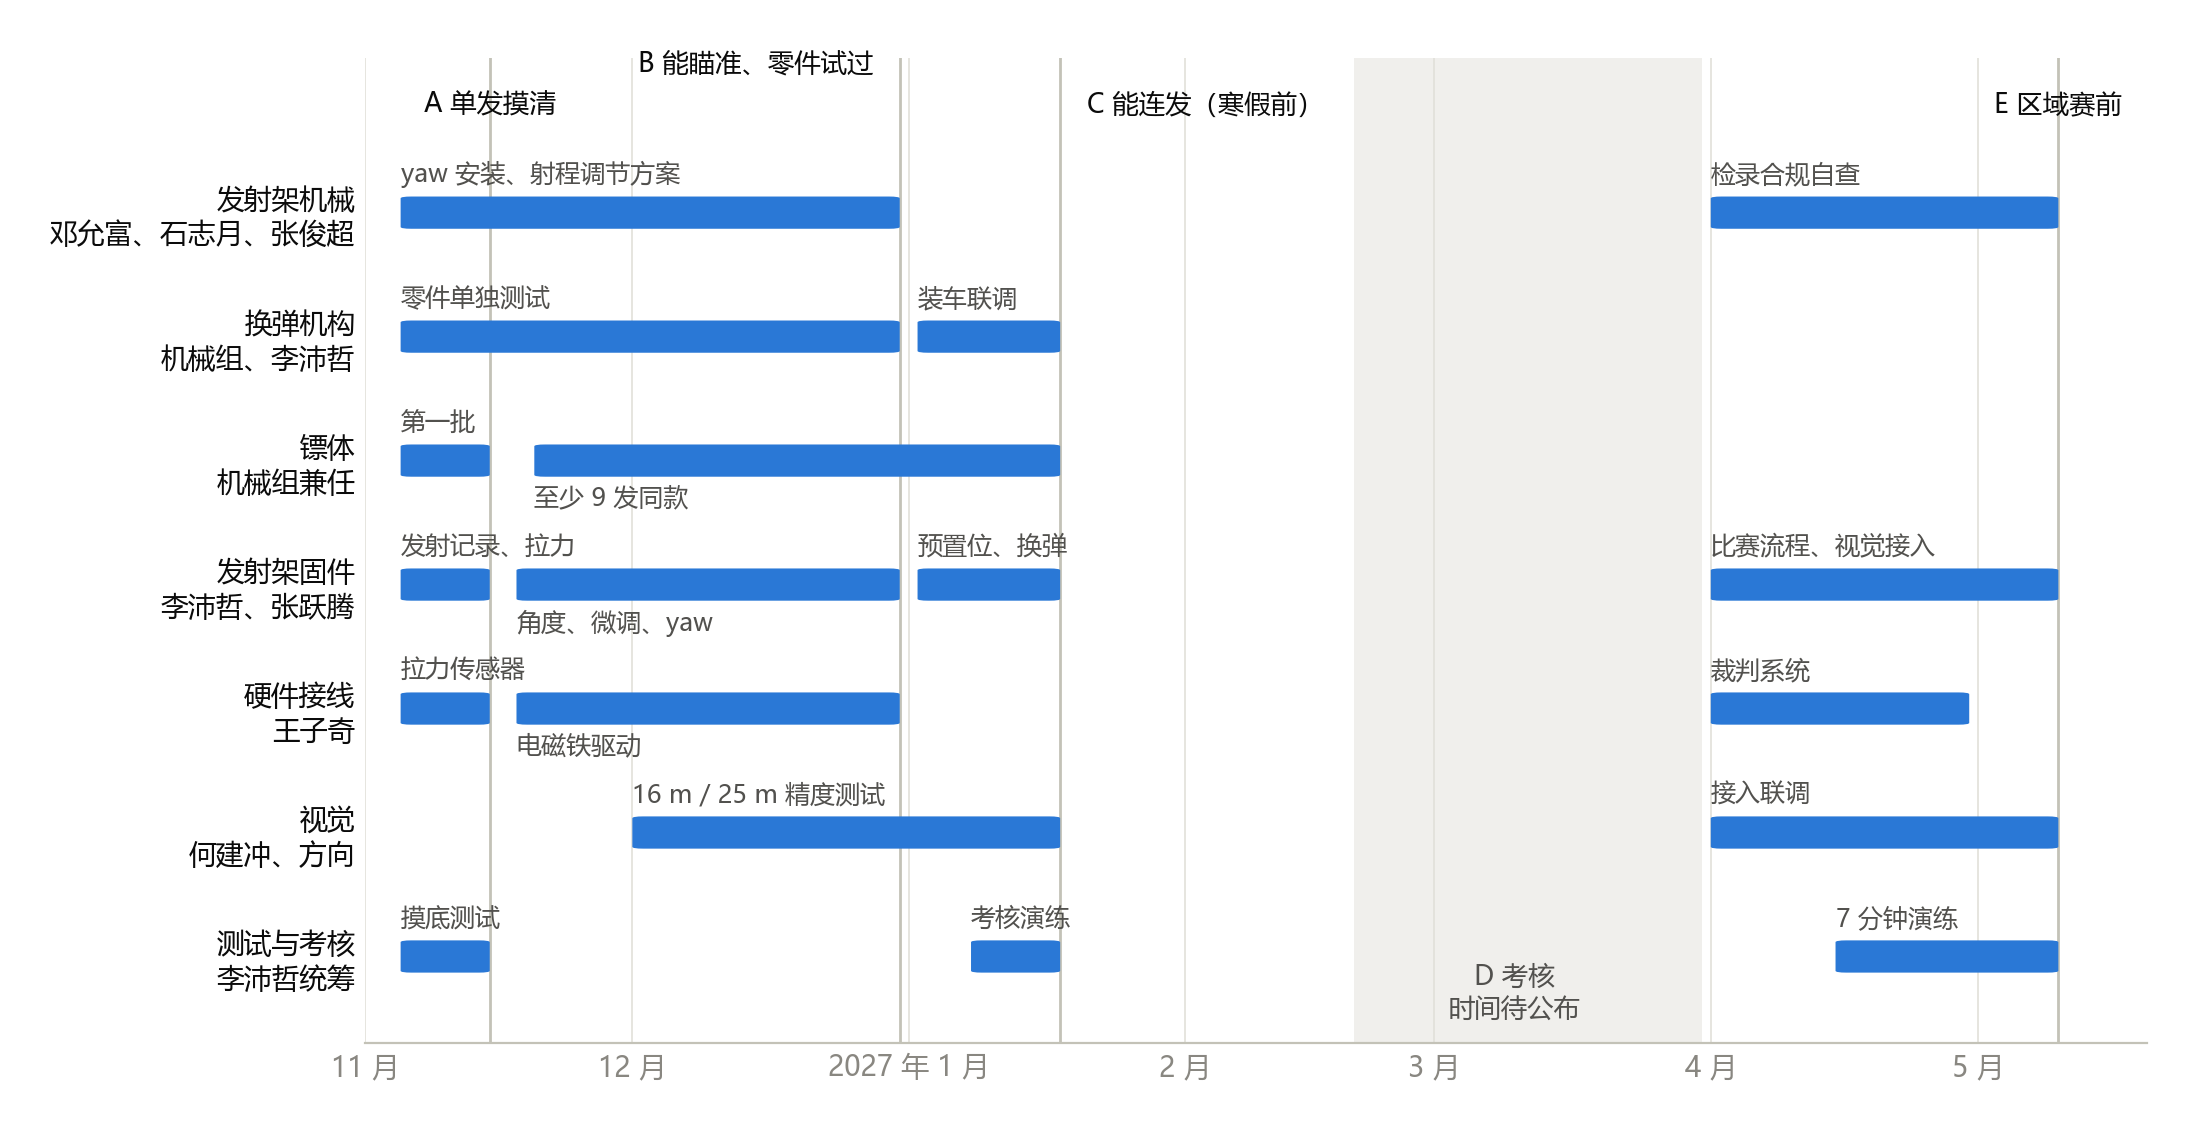 B 能瞄准、零件试过
A 单发摸清
C 能连发（寒假前）
E 区域赛前
yaw 安装、射程调节方案
检录合规自查
发射架机械
邓允富、石志月、张俊超
零件单独测试
装车联调
换弹机构
机械组、李沛哲
第一批
镖体
机械组兼任
至少 9 发同款
发射记录、拉力
预置位、换弹
比赛流程、视觉接入
发射架固件
李沛哲、张跃腾
角度、微调、yaw
拉力传感器
裁判系统
硬件接线
王子奇
电磁铁驱动
16 m / 25 m 精度测试
接入联调
视觉
何建冲、方向
摸底测试
考核演练
7 分钟演练
测试与考核
李沛哲统筹
D 考核
时间待公布
11 月
12 月
2027 年 1 月
2 月
3 月
4 月
5 月